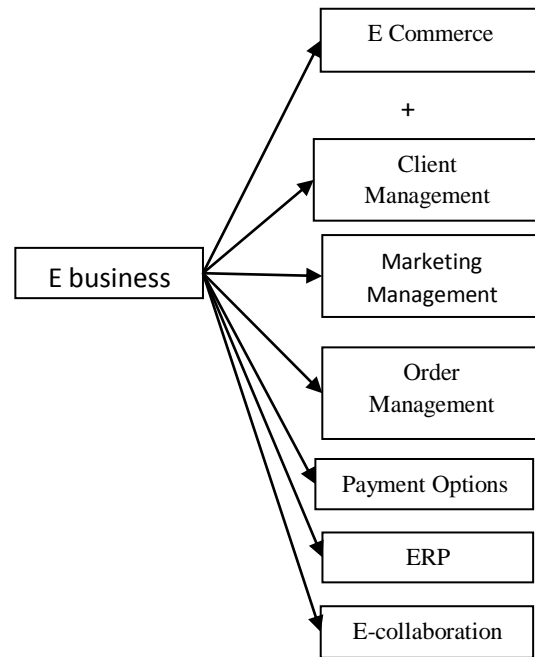 E Commerce
+
Client
Management
E business
Marketing
Management
Order
Management
Payment Options
ERP
E-collaboration